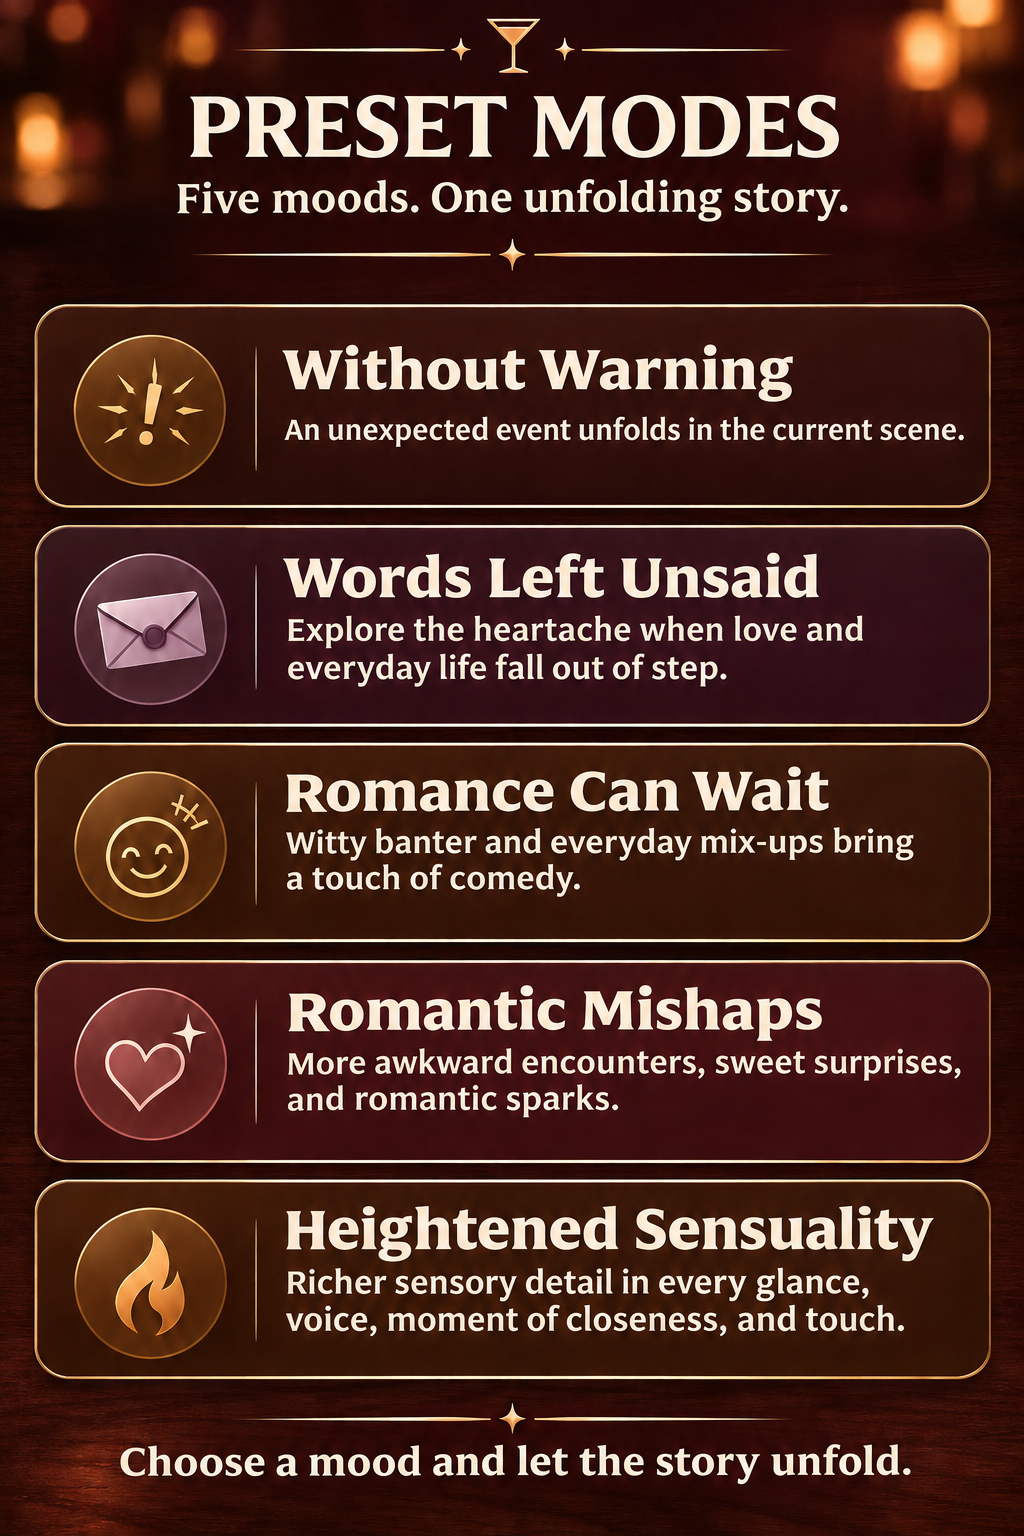 PRESET MODES
Five moods. One unfolding story.
Without Warning
An unexpected event unfolds in the current scene.
Words Left Unsaid
Explore the heartache when love and
everyday life fall out of step.
Romance Can Wait
Witty banter and everyday mix-ups bring
a touch of comedy.
Romantic Mishaps
More awkward encounters, sweet surprises,
and romantic sparks.
Heightened Sensuality
Richer sensory detail in every glance,
voice, moment of closeness, and touch.
Choose a mood and let the story unfold.